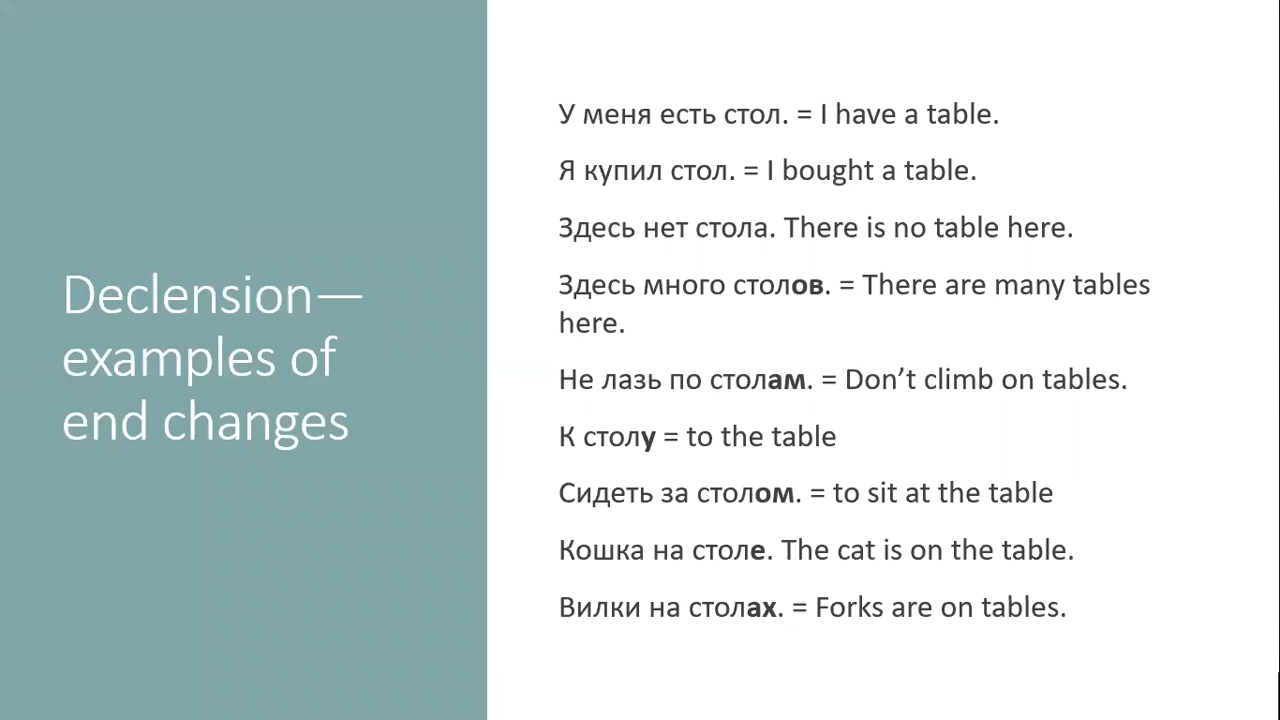 Declension—
examples of
end changes
У меня есть стол. = I have a table.
Я купил стол. = I bought a table.
Здесь нет стола. There is no table here.
Здесь много столов. = There are many tables
here.
Не лазь по столам. = Don’t climb on tables.
К столу = to the table
Сидеть за столом. = to sit at the table
Кошка на столе. The cat is on the table.
Вилки на столах. = Forks are on tables.